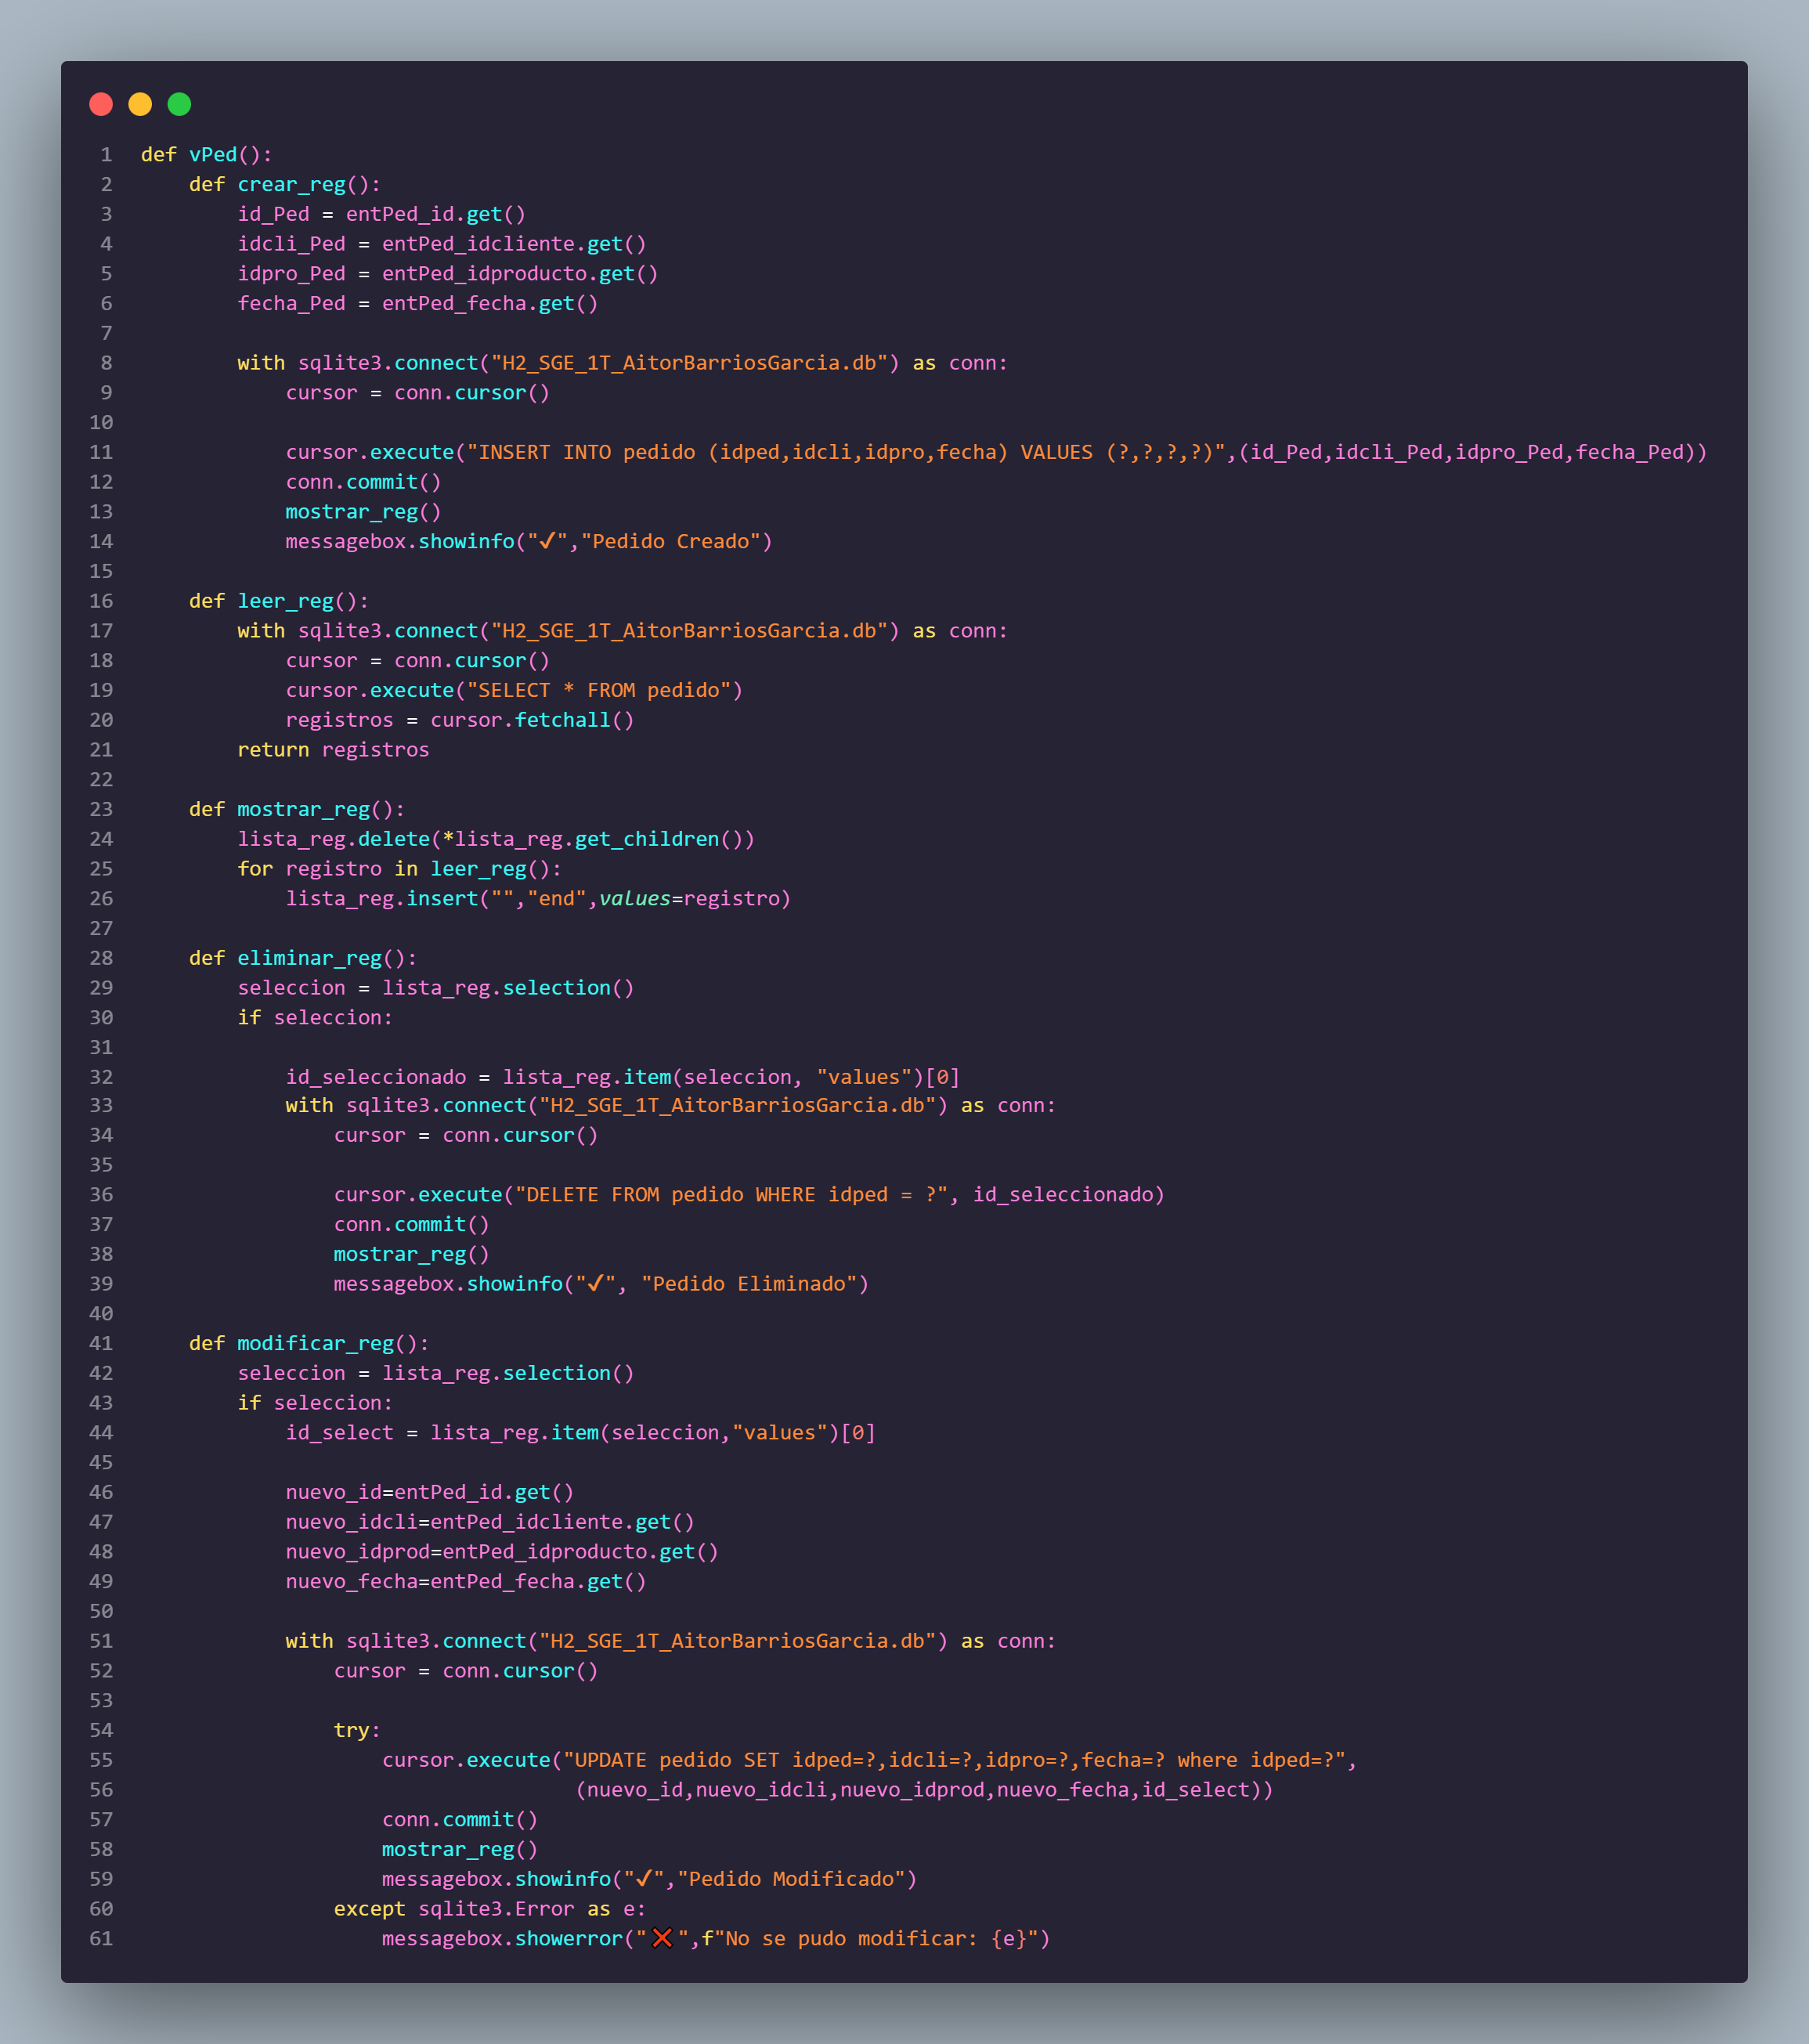 1 def vPed():
2     def crear_reg():
3         id_Ped = entPed_id.get()
4         idcli_Ped = entPed_idcliente.get()
5         idpro_Ped = entPed_idproducto.get()
6         fecha_Ped = entPed_fecha.get()
7
8         with sqlite3.connect("H2_SGE_1T_AitorBarriosGarcia.db") as conn:
9             cursor = conn.cursor()
10
11             cursor.execute("INSERT INTO pedido (idped,idcli,idpro,fecha) VALUES (?,?,?,?)",(id_Ped,idcli_Ped,idpro_Ped,fecha_Ped))
12             conn.commit()
13             mostrar_reg()
14             messagebox.showinfo("✓","Pedido Creado")
15
16     def leer_reg():
17         with sqlite3.connect("H2_SGE_1T_AitorBarriosGarcia.db") as conn:
18             cursor = conn.cursor()
19             cursor.execute("SELECT * FROM pedido")
20             registros = cursor.fetchall()
21         return registros
22
23     def mostrar_reg():
24         lista_reg.delete(*lista_reg.get_children())
25         for registro in leer_reg():
26             lista_reg.insert("","end",values=registro)
27
28     def eliminar_reg():
29         seleccion = lista_reg.selection()
30         if seleccion:
31
32             id_seleccionado = lista_reg.item(seleccion, "values")[0]
33             with sqlite3.connect("H2_SGE_1T_AitorBarriosGarcia.db") as conn:
34                 cursor = conn.cursor()
35
36                 cursor.execute("DELETE FROM pedido WHERE idped = ?", id_seleccionado)
37                 conn.commit()
38                 mostrar_reg()
39                 messagebox.showinfo("✓", "Pedido Eliminado")
40
41     def modificar_reg():
42         seleccion = lista_reg.selection()
43         if seleccion:
44             id_select = lista_reg.item(seleccion,"values")[0]
45
46             nuevo_id=entPed_id.get()
47             nuevo_idcli=entPed_idcliente.get()
48             nuevo_idprod=entPed_idproducto.get()
49             nuevo_fecha=entPed_fecha.get()
50
51             with sqlite3.connect("H2_SGE_1T_AitorBarriosGarcia.db") as conn:
52                 cursor = conn.cursor()
53
54                 try:
55                     cursor.execute("UPDATE pedido SET idped=?,idcli=?,idpro=?,fecha=? where idped=?",
56                                     (nuevo_id,nuevo_idcli,nuevo_idprod,nuevo_fecha,id_select))
57                     conn.commit()
58                     mostrar_reg()
59                     messagebox.showinfo("✓","Pedido Modificado")
60                 except sqlite3.Error as e:
61                     messagebox.showerror("❌",f"No se pudo modificar: {e}")